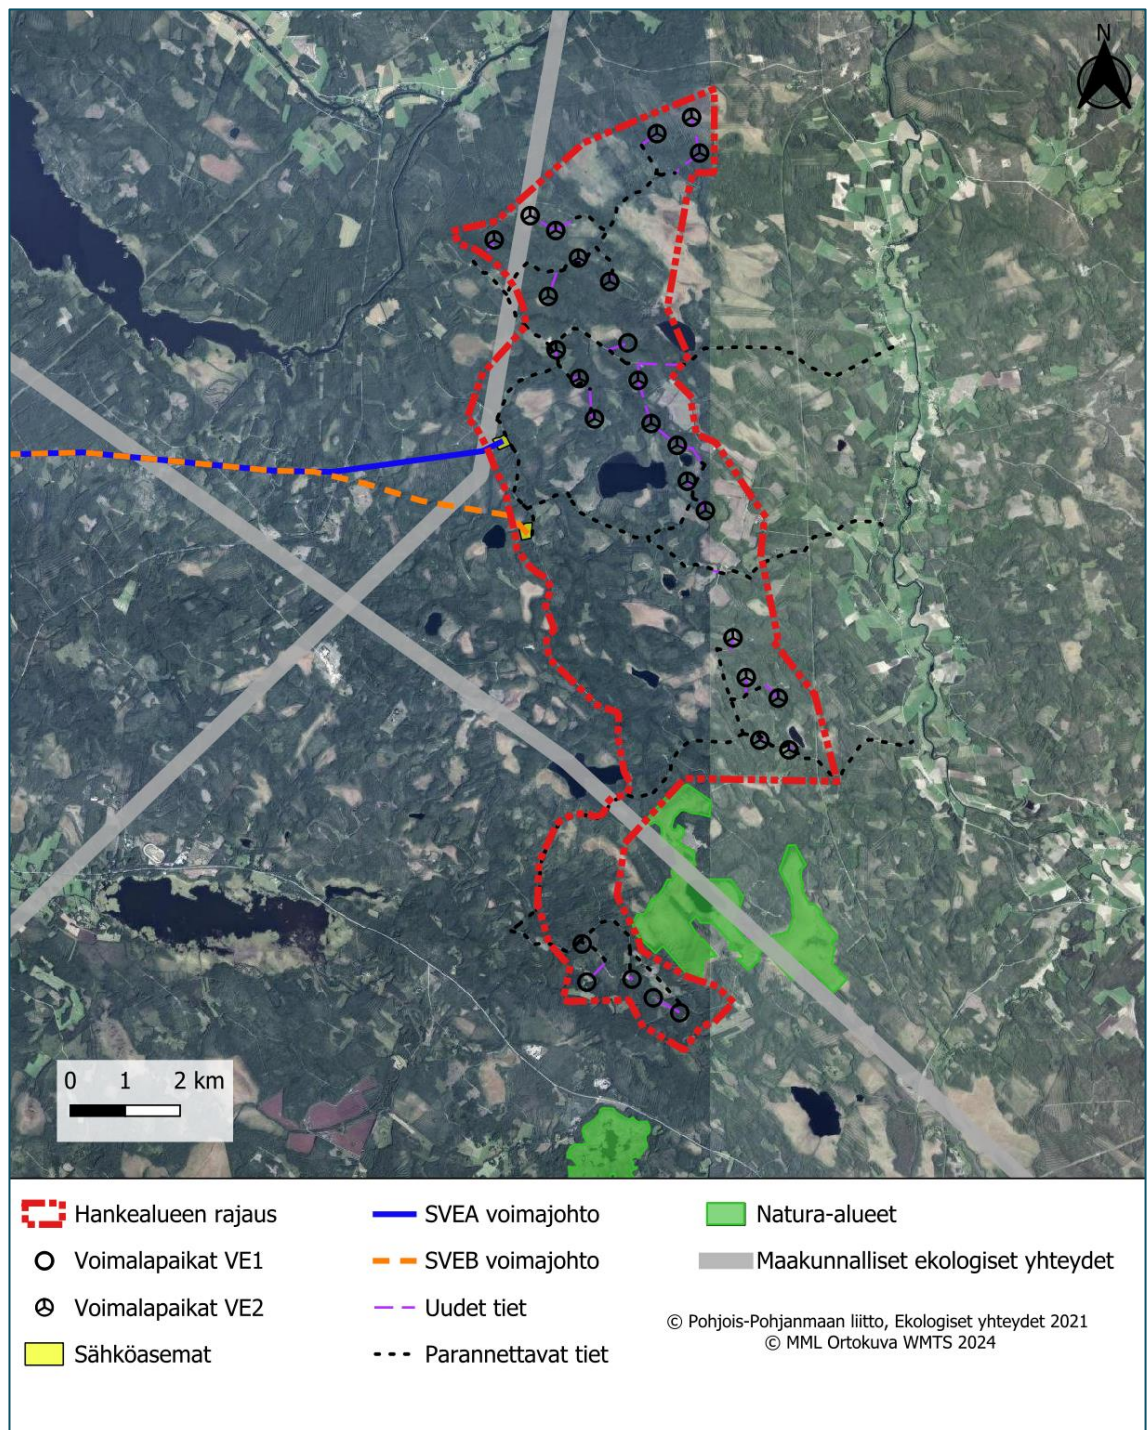 N
0 1 2 km
Hankealueen rajaus
Voimalapaikat VE1
Voimalapaikat VE2
Sähköasemat
SVEA voimajohto
SVEB voimajohto
Uudet tiet
Parannettavat tiet
Natura-alueet
Maakunnalliset ekologiset yhteydet
© Pohjois-Pohjanmaan liitto, Ekologiset yhteydet 2021
© MML Ortokuva WMTS 2024